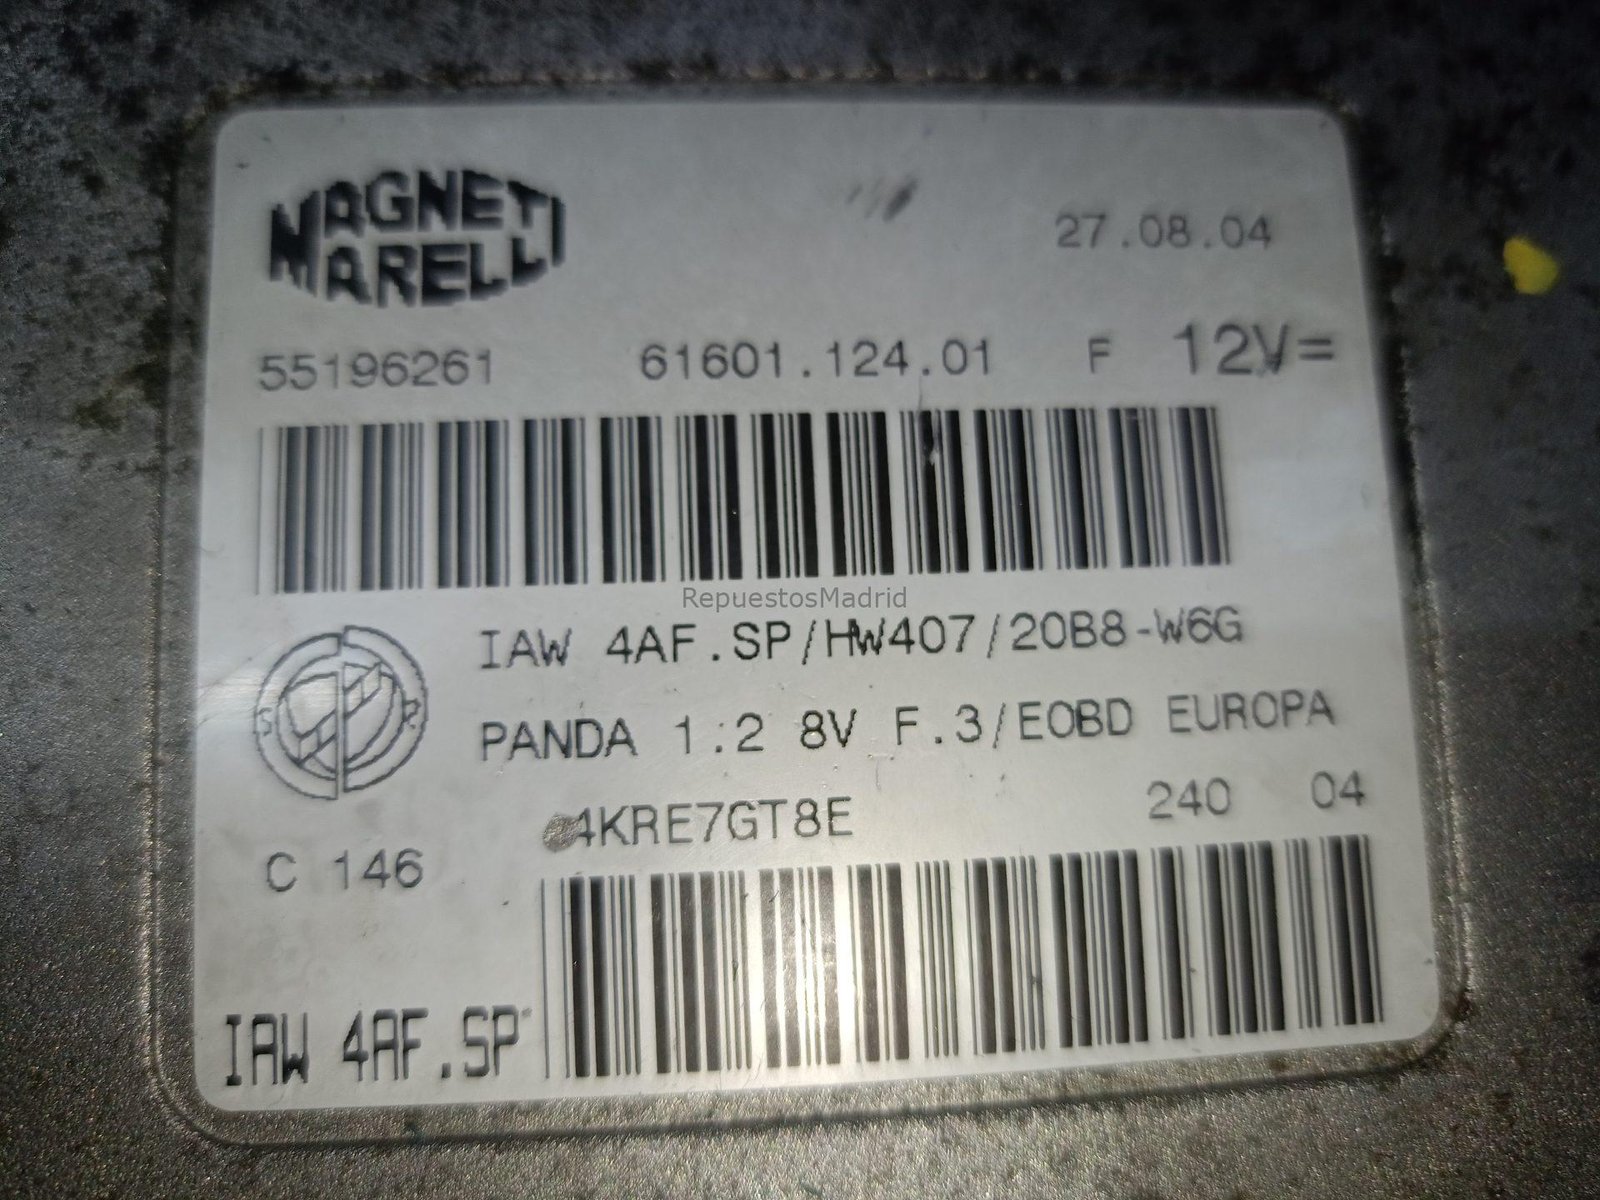 MAGNETI
MARELLI
27.08.04
55196261 61601.124.01 F 12V=
RepuestosMadrid
IAW 4AF.SP/HW407/20B8-W6G
PANDA 1.2 8V F.3/EOBD EUROPA
S R
4KRE7GT8E 240 04
C 146
IAW 4AF.SP